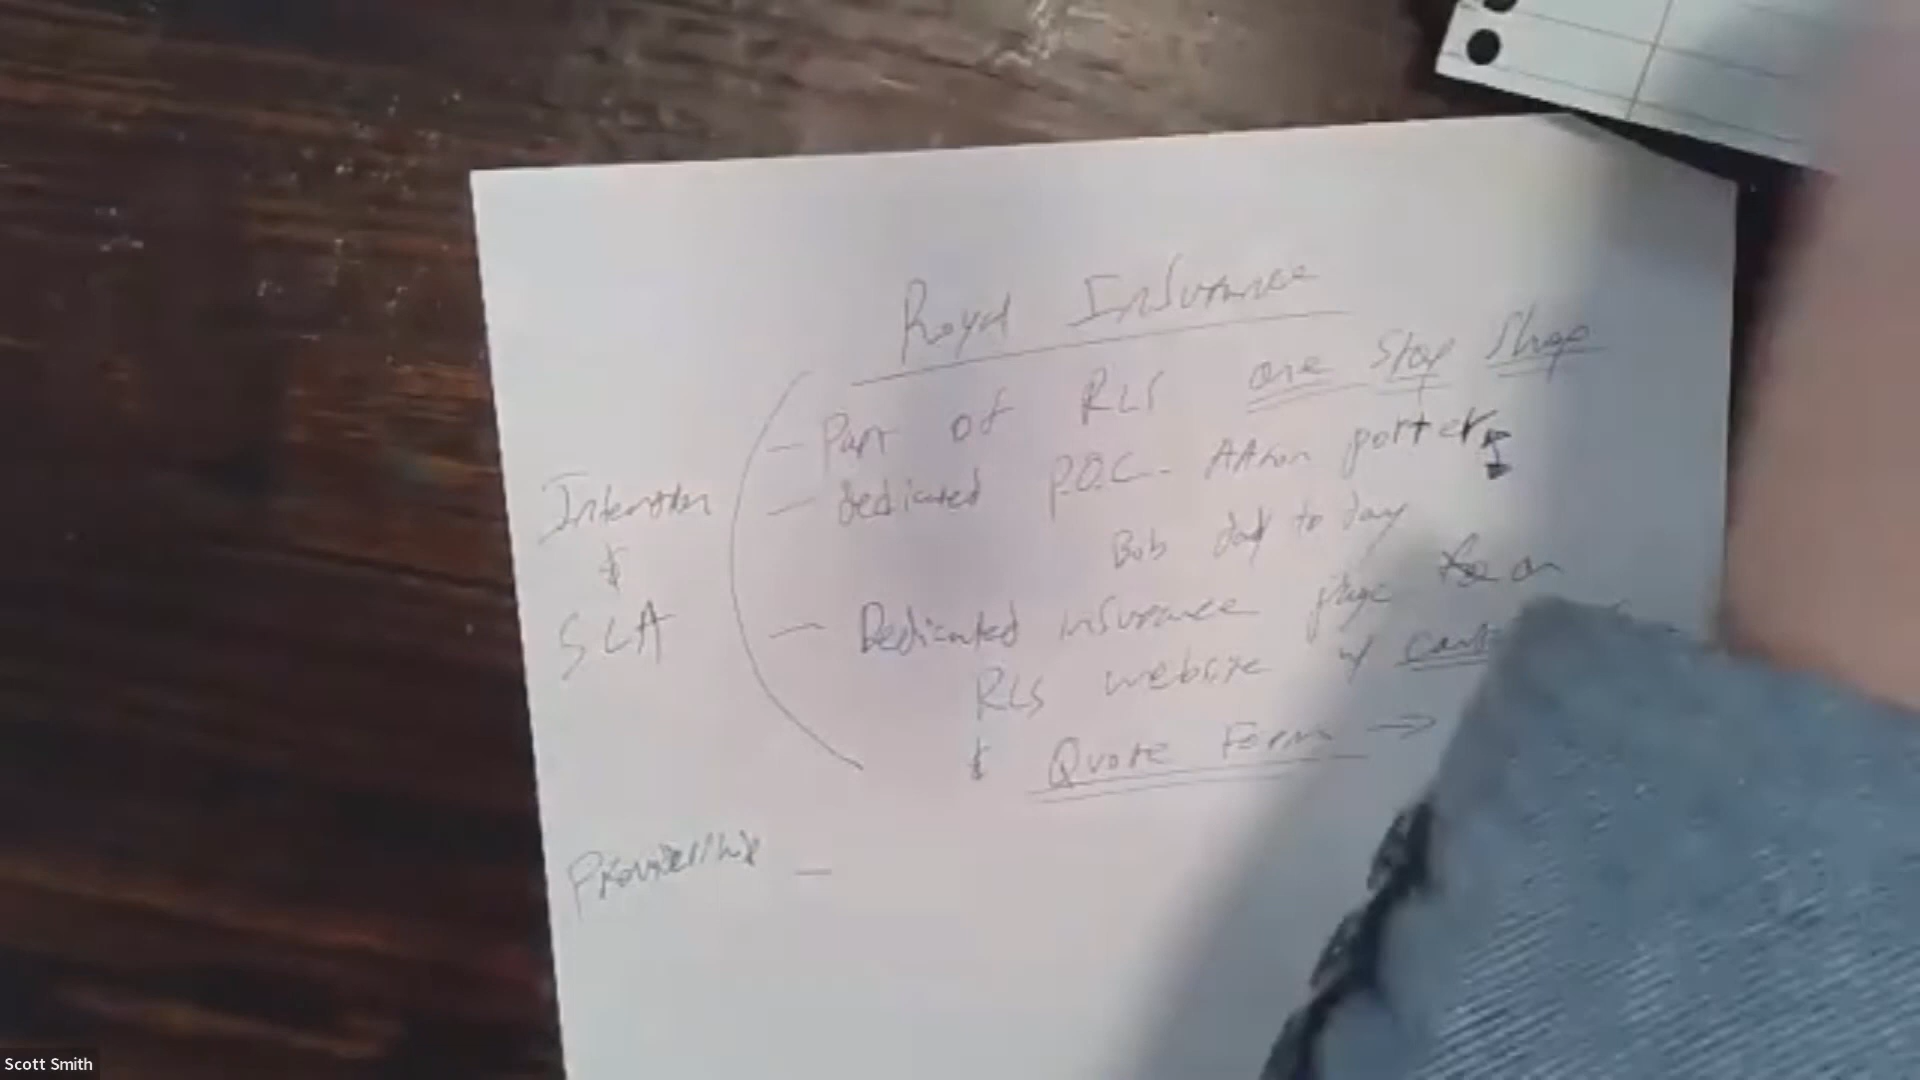 Royal Insurance
- Part of RLS one stop shop
- dedicated P.O.C. - AAron porter
Bob day to day
- Dedicated insurance page on
RLS website w/
& Quote Form →
&
SLA
Scott Smith